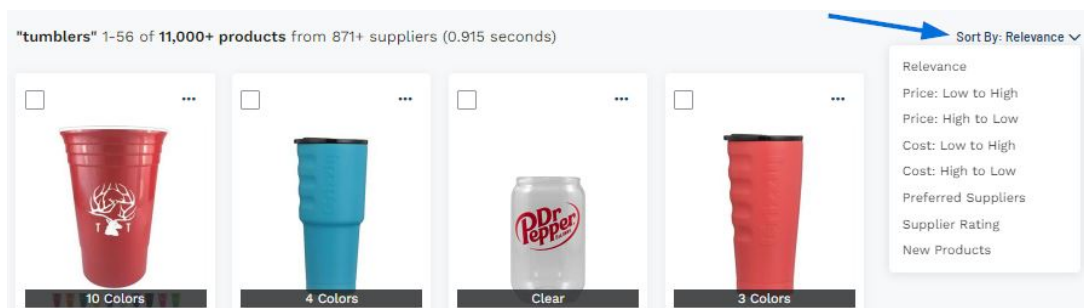 "tumblers" 1-56 of 11,000+ products from 871+ suppliers (0.915 seconds)
Sort By: Relevance
Relevance
Price: Low to High
Price: High to Low
Cost: Low to High
Cost: High to Low
Preferred Suppliers
Supplier Rating
New Products
T T
Dr
Pepper
10 Colors
4 Colors
Clear
3 Colors